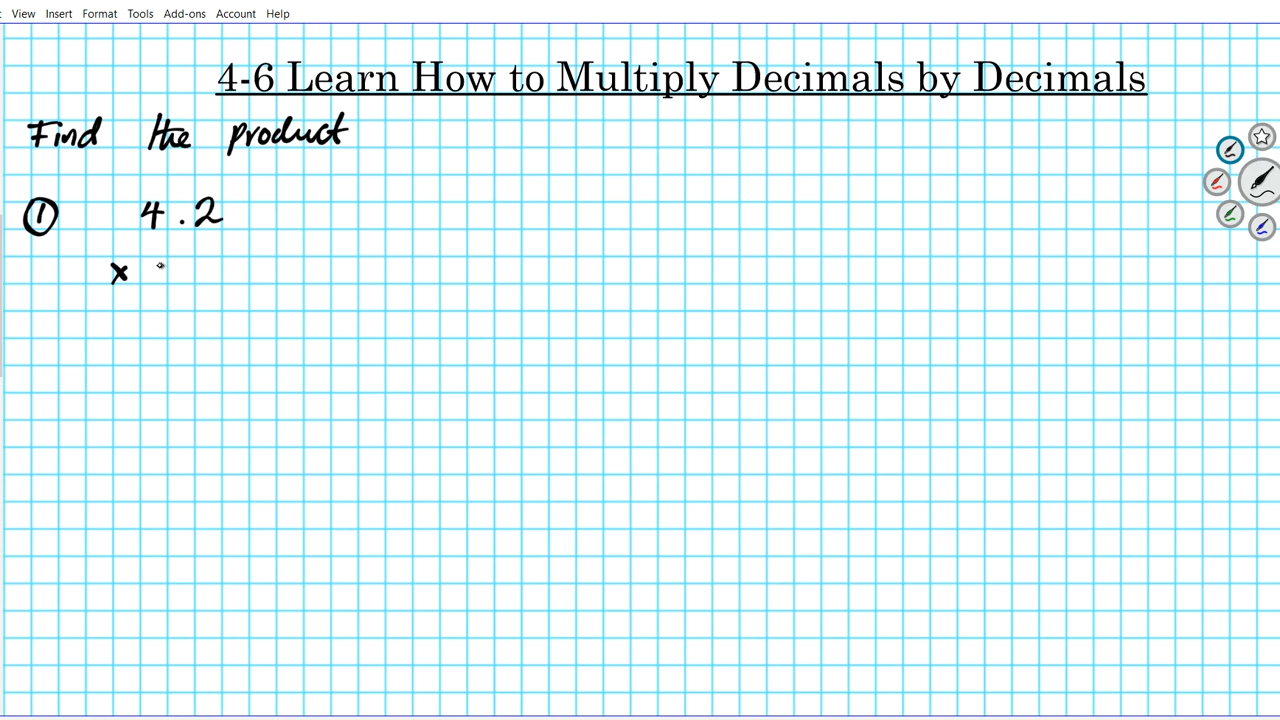 View Insert Format Tools Add-ons Account Help
4-6 Learn How to Multiply Decimals by Decimals
Find the product
① 4.2
x